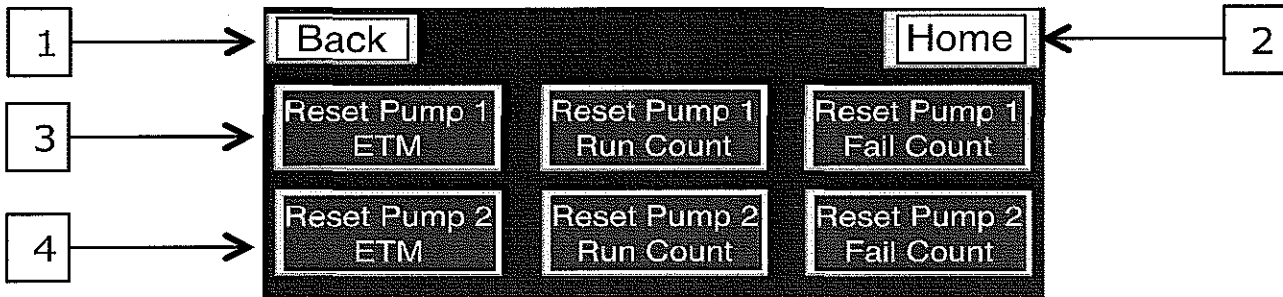 1
Back
Home
2
3
Reset Pump 1
ETM
Reset Pump 1
Run Count
Reset Pump 1
Fail Count
4
Reset Pump 2
ETM
Reset Pump 2
Run Count
Reset Pump 2
Fail Count